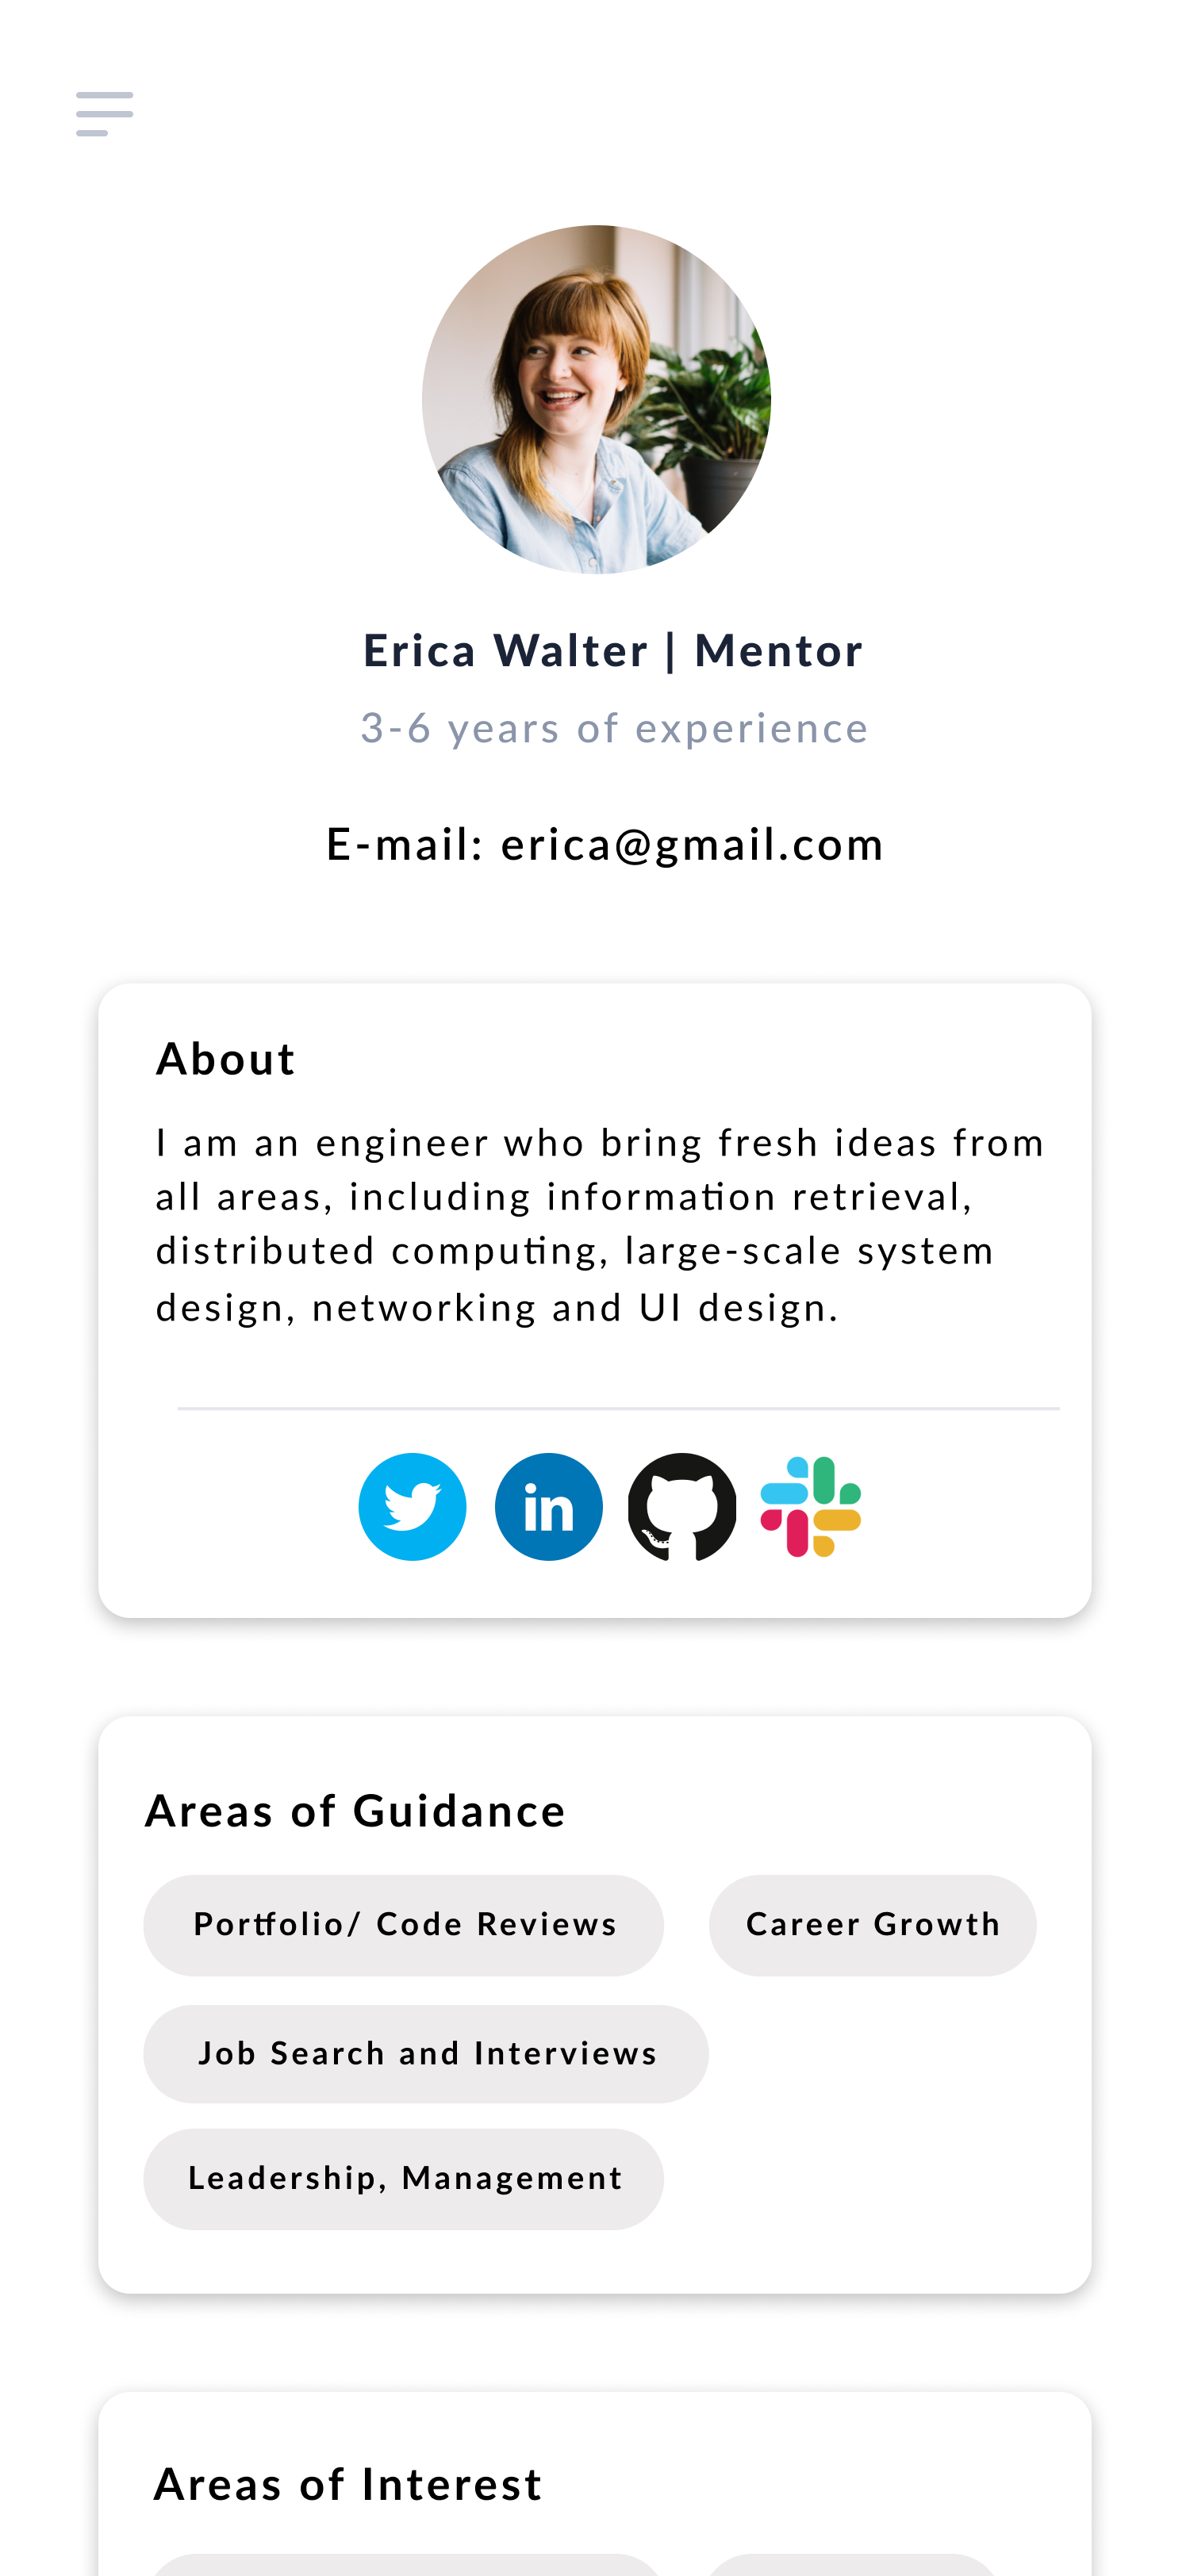 Erica Walter | Mentor
3-6 years of experience
E-mail: erica@gmail.com
About
I am an engineer who bring fresh ideas from
all areas, including information retrieval,
distributed computing, large-scale system
design, networking and UI design.
in
Areas of Guidance
Portfolio/ Code Reviews
Career Growth
Job Search and Interviews
Leadership, Management
Areas of Interest